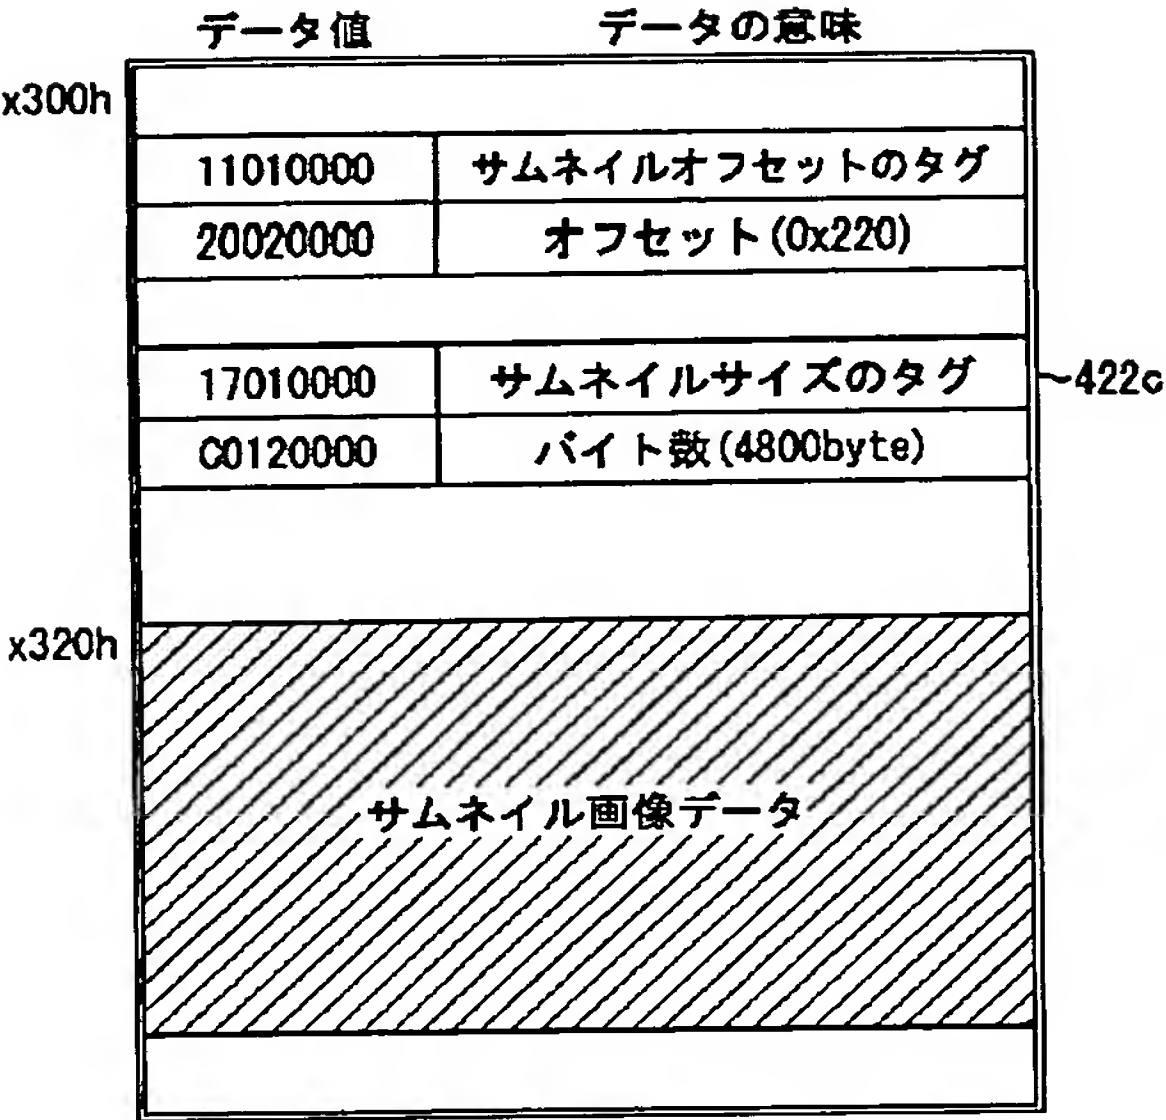 データ値 データの意味
x300h
11010000 サムネイルオフセットのタグ
20020000 オフセット(0x220)
17010000 サムネイルサイズのタグ
~422c
C0120000 バイト数(4800byte)
x320h
サムネイル画像データ